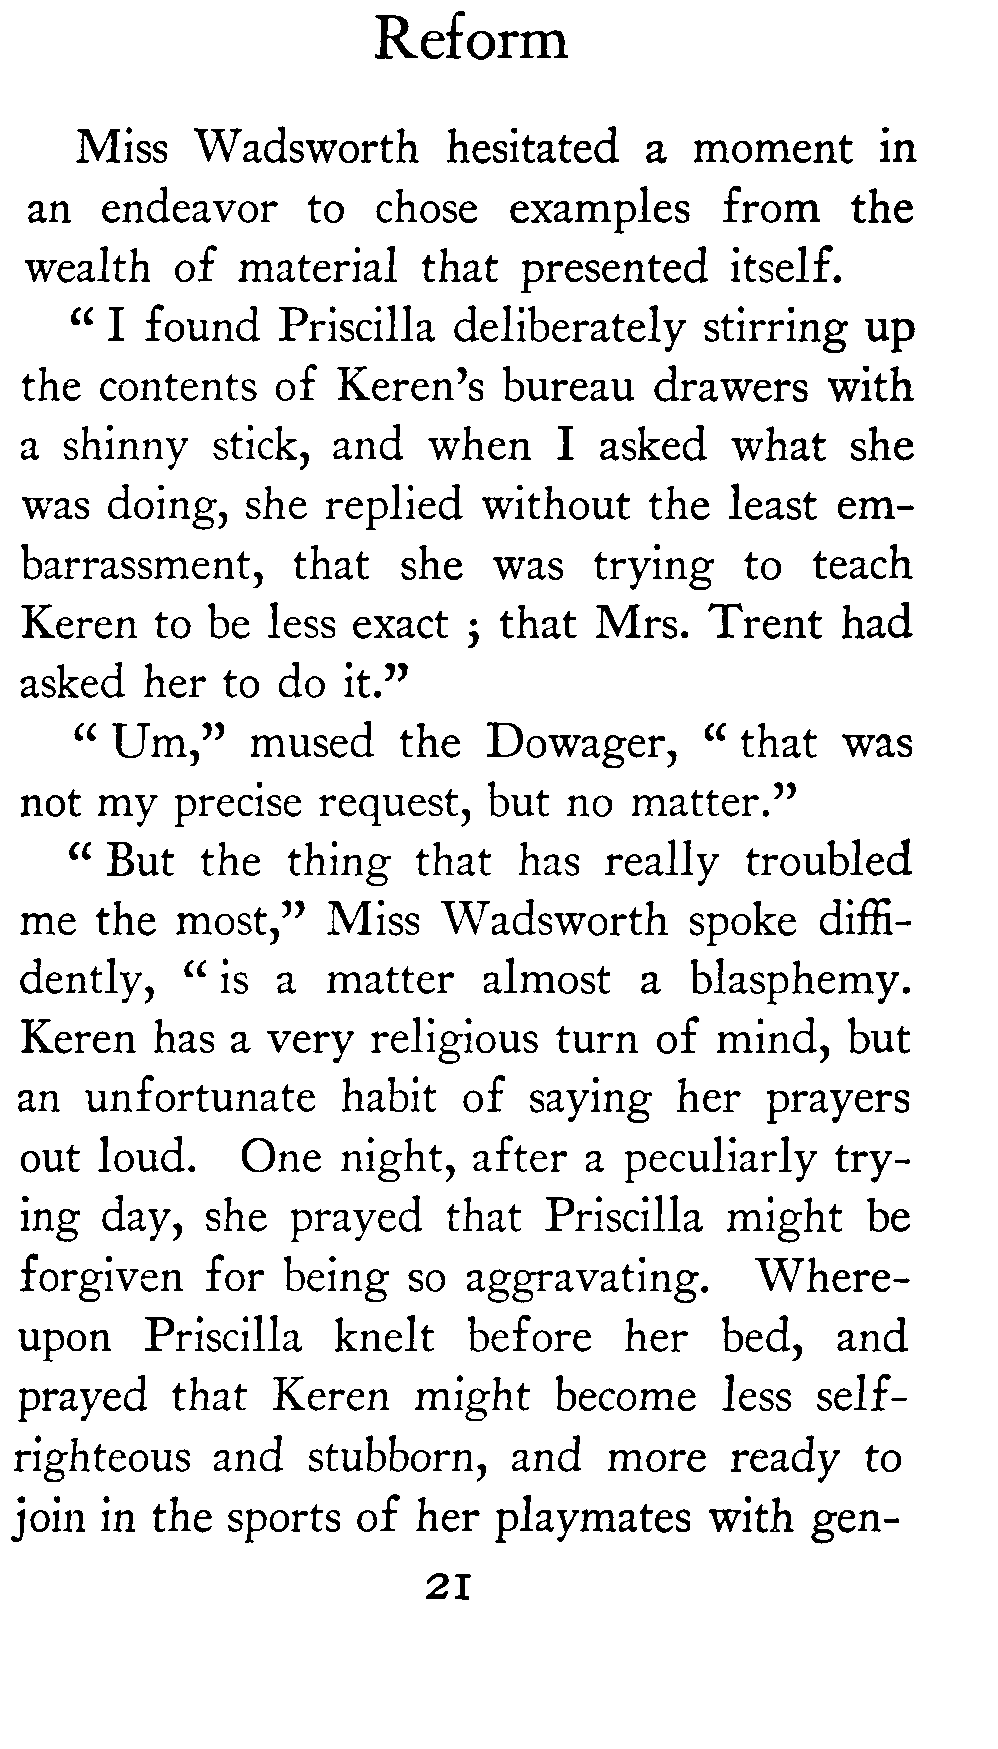 Reform
Miss Wadsworth hesitated a moment in
an endeavor to chose examples from the
wealth of material that presented itself.
“ I found Priscilla deliberately stirring up
the contents of Keren’s bureau drawers with
a shinny stick, and when I asked what she
was doing, she replied without the least em-
barrassment, that she was trying to teach
Keren to be less exact ; that Mrs. Trent had
asked her to do it.”
“ Um,” mused the Dowager, “ that was
not my precise request, but no matter.”
“ But the thing that has really troubled
me the most,” Miss Wadsworth spoke diffi-
dently, “ is a matter almost a blasphemy.
Keren has a very religious turn of mind, but
an unfortunate habit of saying her prayers
out loud. One night, after a peculiarly try-
ing day, she prayed that Priscilla might be
forgiven for being so aggravating. Where-
upon Priscilla knelt before her bed, and
prayed that Keren might become less self-
righteous and stubborn, and more ready to
join in the sports of her playmates with gen-
21